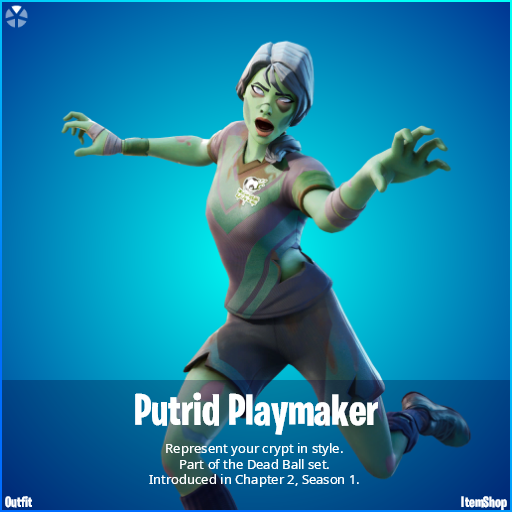 Putrid Playmaker
Represent your crypt in style.
Part of the Dead Ball set.
Introduced in Chapter 2, Season 1.
Outfit
ItemShop